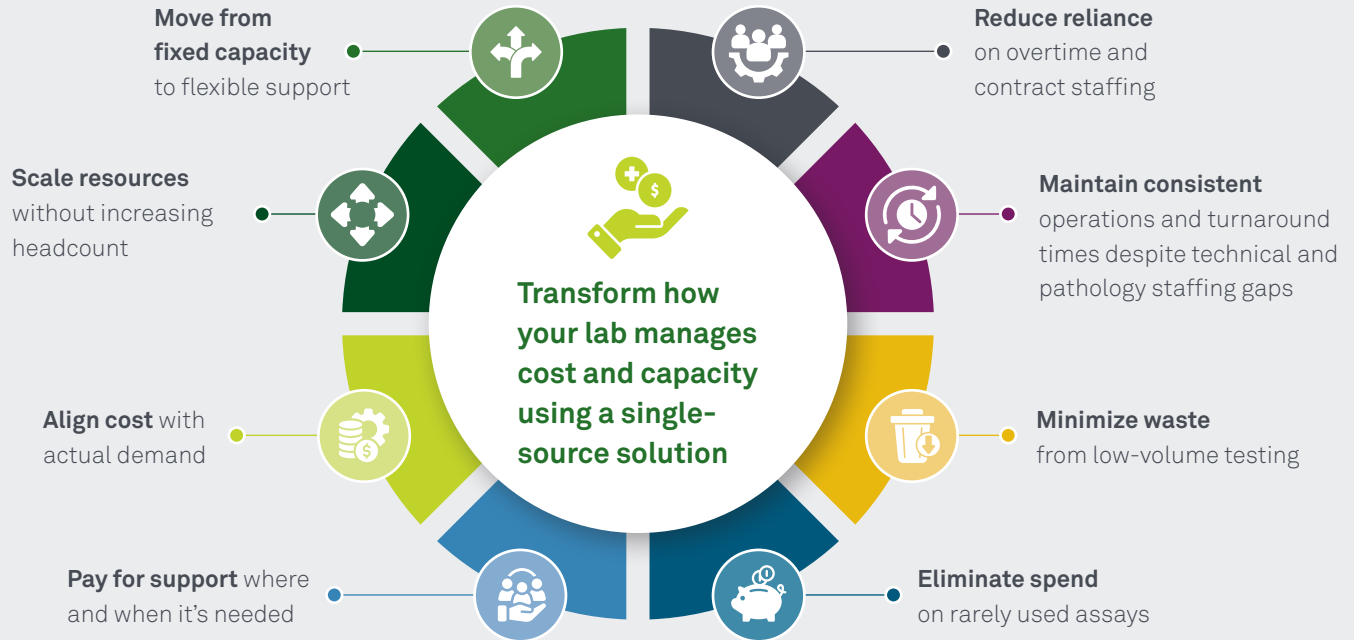 Move from
fixed capacity
to flexible support
Reduce reliance
on overtime and
contract staffing
Scale resources
without increasing
headcount
Maintain consistent
operations and turnaround
times despite technical and
pathology staffing gaps
Transform how
your lab manages
cost and capacity
using a single-
source solution
Align cost with
actual demand
Minimize waste
from low-volume testing
Pay for support where
and when it’s needed
Eliminate spend
on rarely used assays
$
$